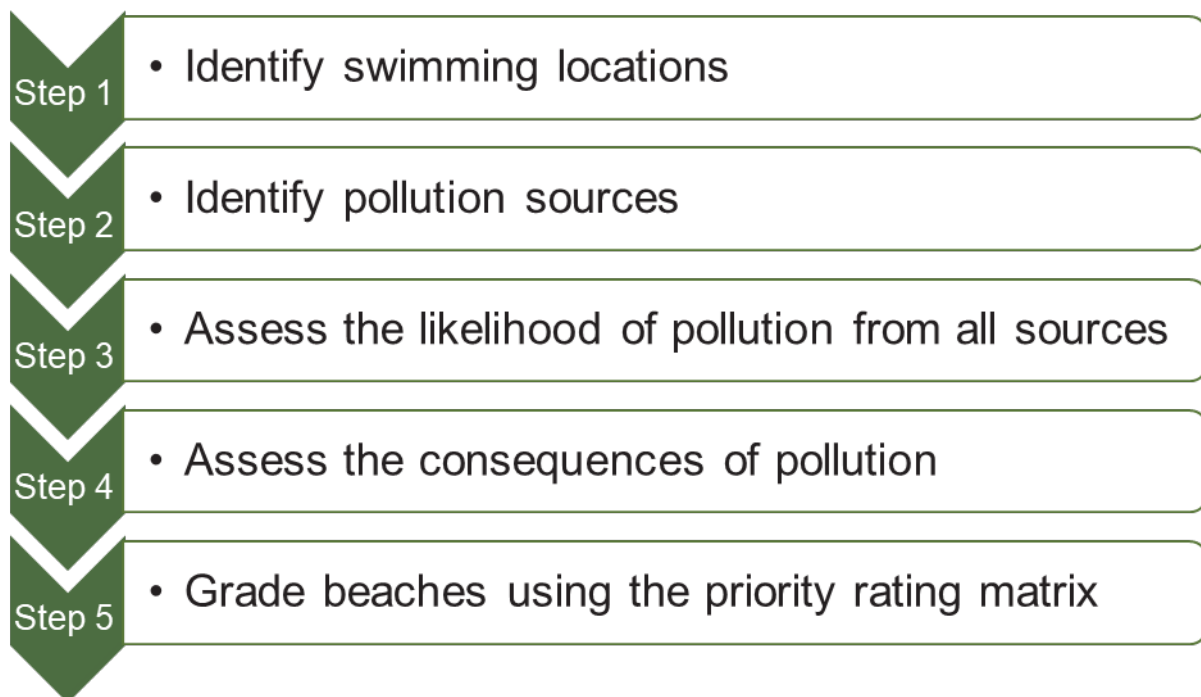 Step 1
• Identify swimming locations
Step 2
• Identify pollution sources
Step 3
• Assess the likelihood of pollution from all sources
Step 4
• Assess the consequences of pollution
Step 5
• Grade beaches using the priority rating matrix